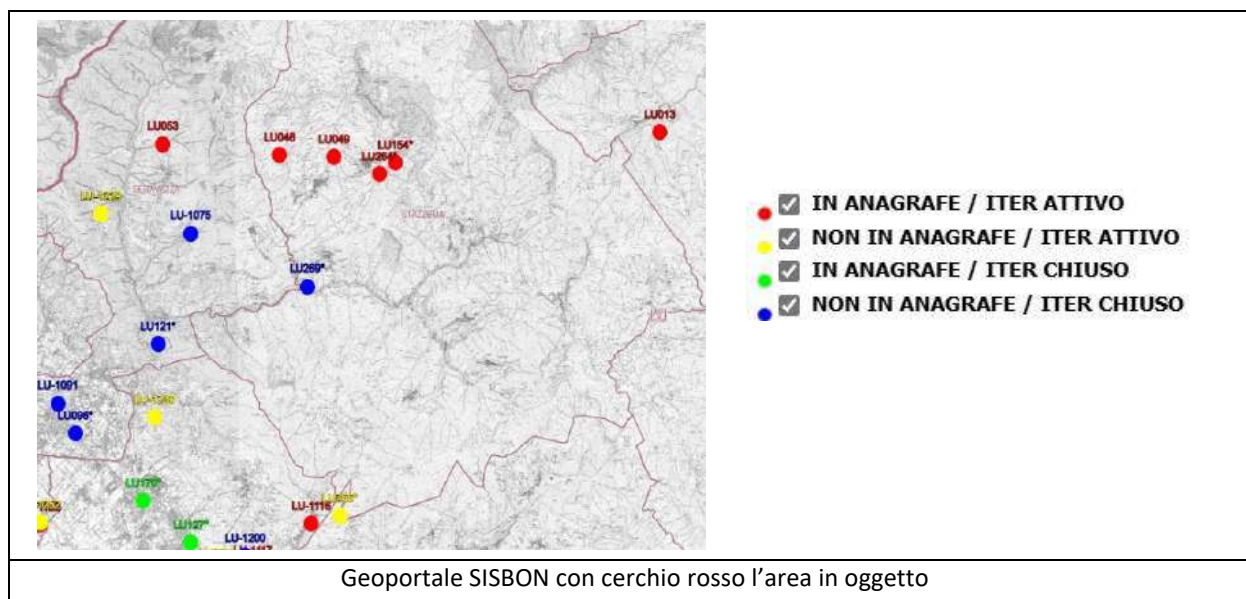 LU013
LU053
LU048
LU049
LU154*
LU264*
SERAVEZZA
LU-1075
STAZZEMA
LU269*
LU121*
LU-1091
LU096*
LU170*
LU127*
LU-1116
LU-1200
IN ANAGRAFE / ITER ATTIVO
NON IN ANAGRAFE / ITER ATTIVO
IN ANAGRAFE / ITER CHIUSO
NON IN ANAGRAFE / ITER CHIUSO
Geoportale SISBON con cerchio rosso l’area in oggetto